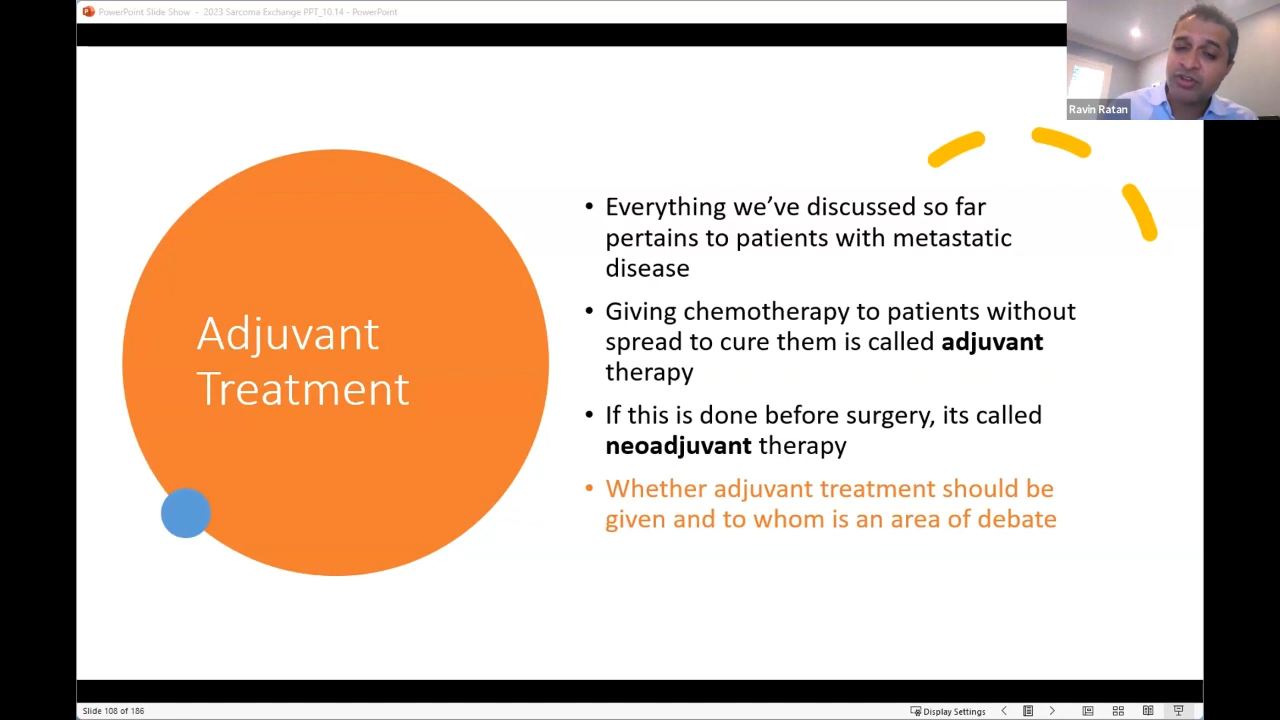 PowerPoint Slide Show - 2023 Sarcoma Exchange PPT_10.14 - PowerPoint
Ravin Ratan
Adjuvant
Treatment
• Everything we’ve discussed so far
pertains to patients with metastatic
disease
• Giving chemotherapy to patients without
spread to cure them is called adjuvant
therapy
• If this is done before surgery, its called
neoadjuvant therapy
• Whether adjuvant treatment should be
given and to whom is an area of debate
Slide 108 of 186
Display Settings